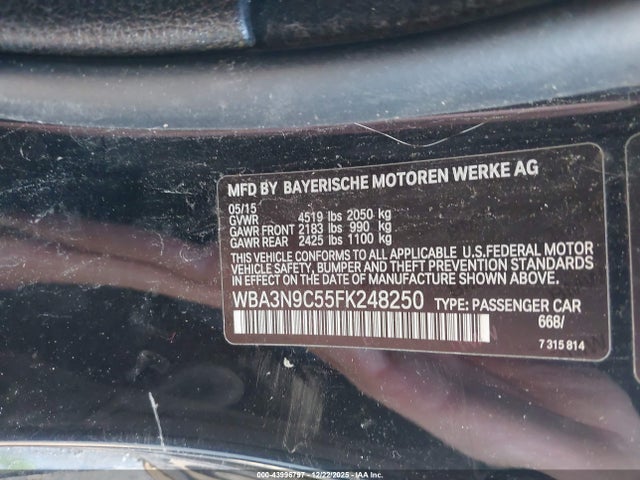 MFD BY BAYERISCHE MOTOREN WERKE AG
05/15
GVWR 4519 lbs 2050 kg
GAWR FRONT 2183 lbs 990 kg
GAWR REAR 2425 lbs 1100 kg
THIS VEHICLE CONFORMS TO ALL APPLICABLE U.S.FEDERAL MOTOR
VEHICLE SAFETY, BUMPER AND THEFT PREVENTION STANDARDS
IN EFFECT ON THE DATE OF MANUFACTURE SHOWN ABOVE.
WBA3N9C55FK248250 TYPE: PASSENGER CAR
668/
7 315 814
000-43996797 - 12/22/2025 - IAAI.COM